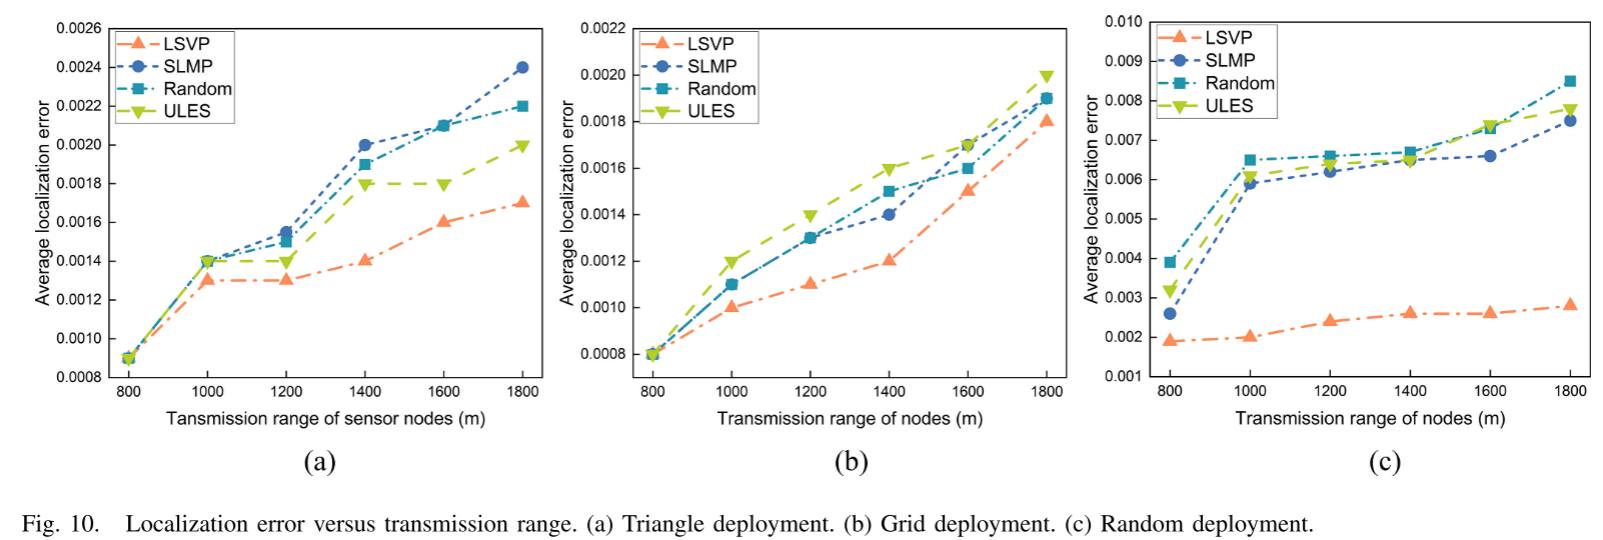 0.0026
0.0024
0.0022
0.0020
0.0018
0.0016
0.0014
0.0012
0.0010
0.0008
Average localization error
LSVP
SLMP
Random
ULES
800 1000 1200 1400 1600 1800
Tansmission range of sensor nodes (m)
(a)
0.0022
0.0020
0.0018
0.0016
0.0014
0.0012
0.0010
0.0008
Average localization error
LSVP
SLMP
Random
ULES
800 1000 1200 1400 1600 1800
Transmission range of nodes (m)
(b)
0.010
0.009
0.008
0.007
0.006
0.005
0.004
0.003
0.002
0.001
Average localization error
LSVP
SLMP
Random
ULES
800 1000 1200 1400 1600 1800
Transmission range of nodes (m)
(c)
Fig. 10. Localization error versus transmission range. (a) Triangle deployment. (b) Grid deployment. (c) Random deployment.